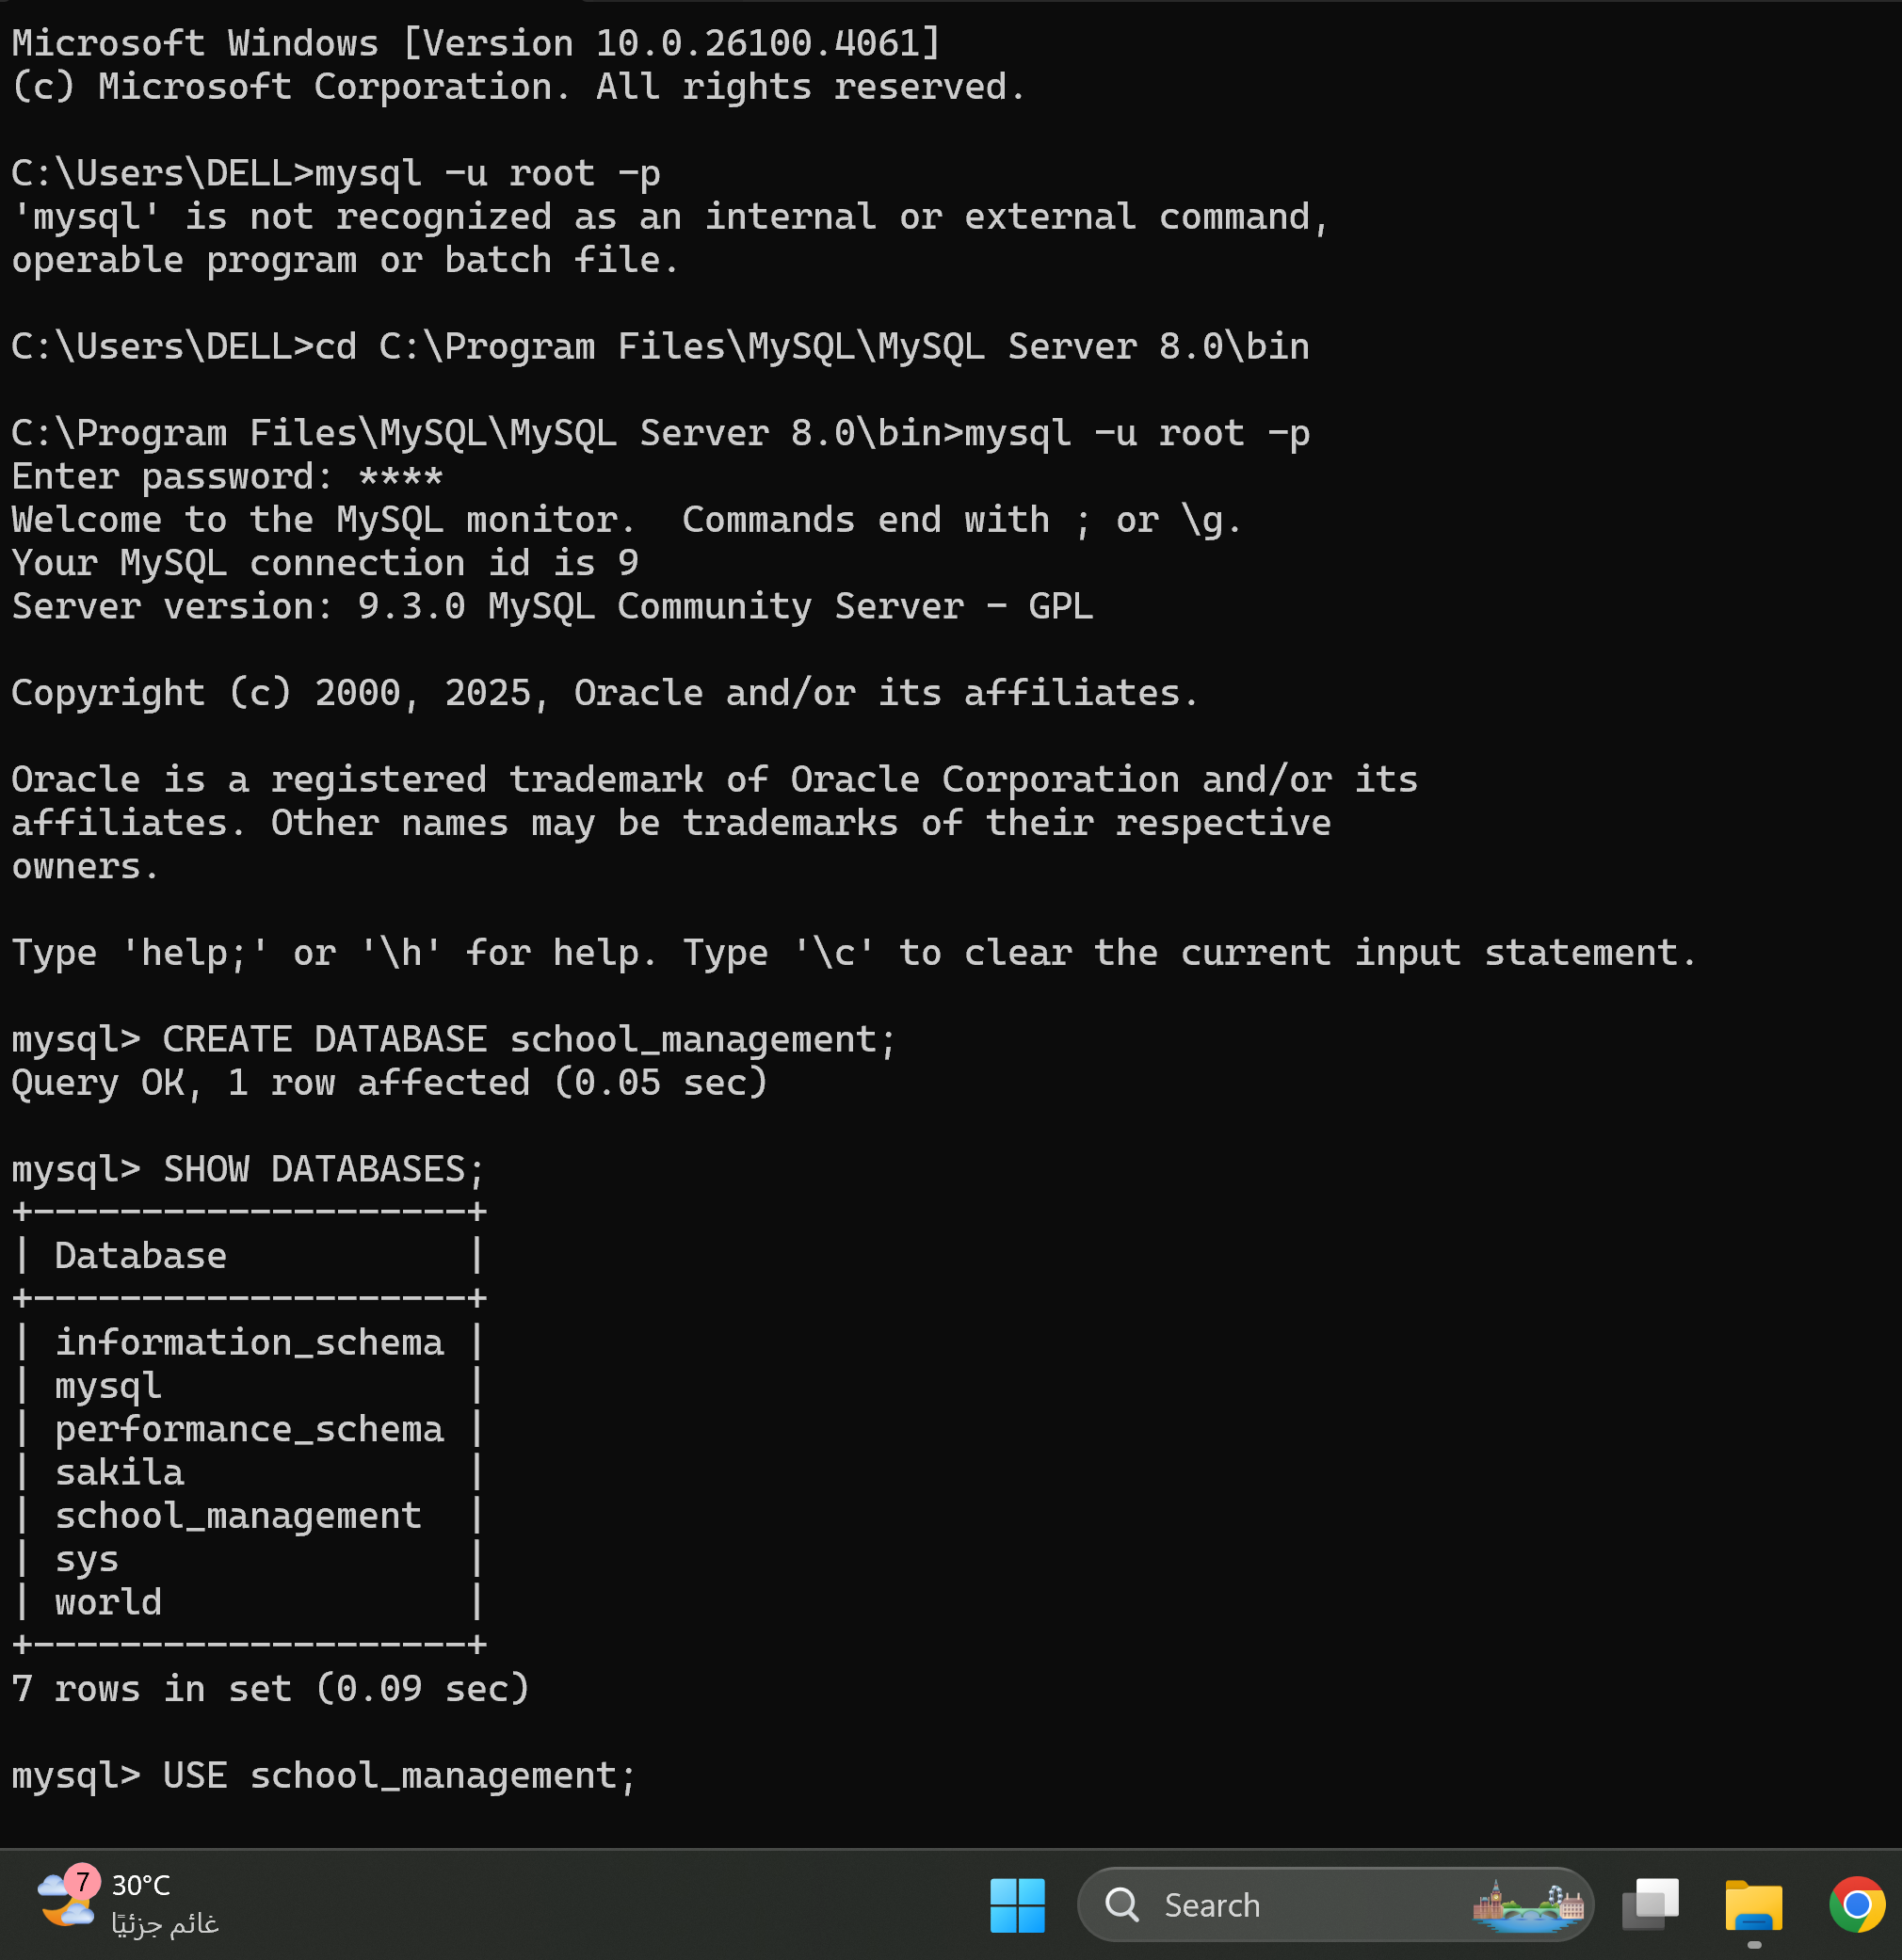 Microsoft Windows [Version 10.0.26100.4061]
(c) Microsoft Corporation. All rights reserved.
C:\Users\DELL>mysql -u root -p
'mysql' is not recognized as an internal or external command,
operable program or batch file.
C:\Users\DELL>cd C:\Program Files\MySQL\MySQL Server 8.0\bin
C:\Program Files\MySQL\MySQL Server 8.0\bin>mysql -u root -p
Enter password: ****
Welcome to the MySQL monitor.  Commands end with ; or \g.
Your MySQL connection id is 9
Server version: 9.3.0 MySQL Community Server - GPL
Copyright (c) 2000, 2025, Oracle and/or its affiliates.
Oracle is a registered trademark of Oracle Corporation and/or its
affiliates. Other names may be trademarks of their respective
owners.
Type 'help;' or '\h' for help. Type '\c' to clear the current input statement.
mysql> CREATE DATABASE school_management;
Query OK, 1 row affected (0.05 sec)
mysql> SHOW DATABASES;
+--------------------+
| Database           |
+--------------------+
| information_schema |
| mysql              |
| performance_schema |
| sakila             |
| school_management  |
| sys                |
| world              |
+--------------------+
7 rows in set (0.09 sec)
mysql> USE school_management;
7
30°C
غائم جزئيًا
Search